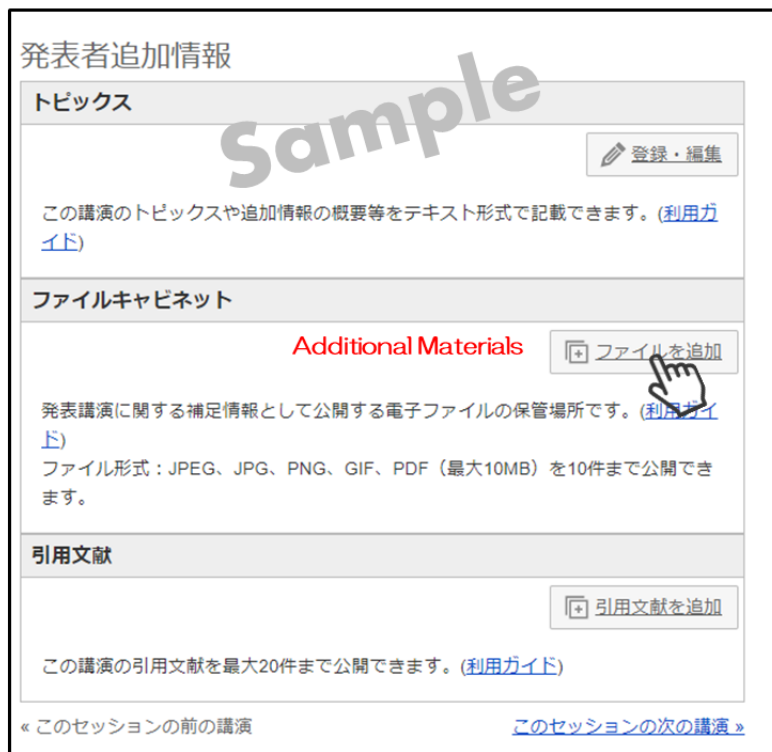 発表者追加情報
Sample
トピックス
登録・編集
この講演のトピックスや追加情報の概要等をテキスト形式で記載できます。(利用ガ
イド)
ファイルキャビネット
Additional Materials
ファイルを追加
発表講演に関する補足情報として公開する電子ファイルの保管場所です。(利用ガイ
ド)
ファイル形式：JPEG、JPG、PNG、GIF、PDF（最大10MB）を10件まで公開でき
ます。
引用文献
引用文献を追加
この講演の引用文献を最大20件まで公開できます。(利用ガイド)
« このセッションの前の講演
このセッションの次の講演 »